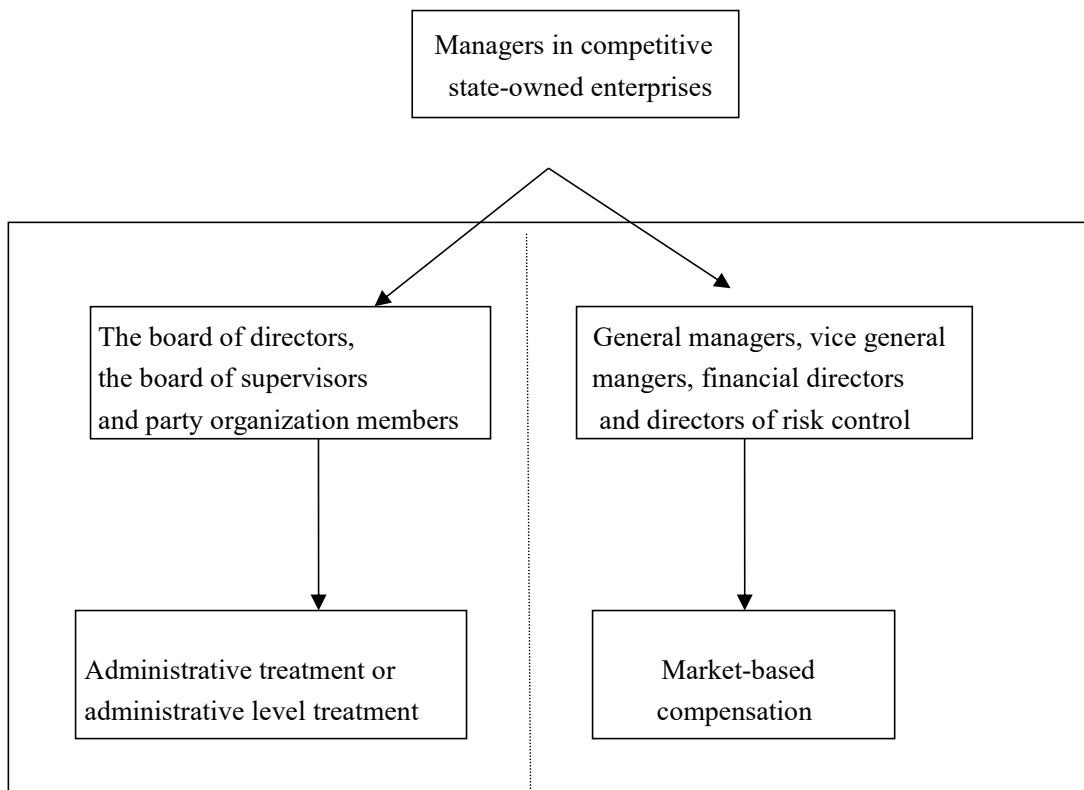 Managers in competitive
state-owned enterprises
The board of directors,
the board of supervisors
and party organization members
General managers, vice general
mangers, financial directors
and directors of risk control
Administrative treatment or
administrative level treatment
Market-based
compensation